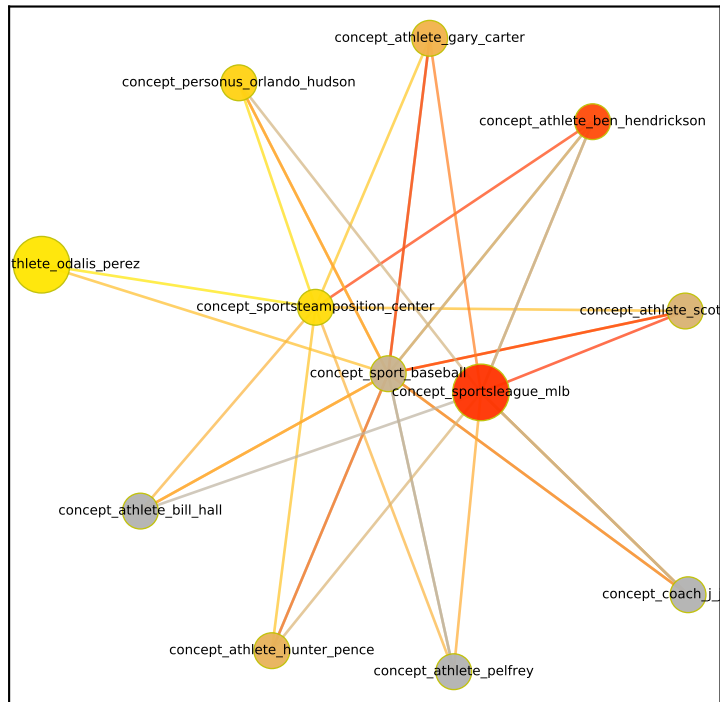 concept_athlete_gary_carter
concept_personus_orlando_hudson
concept_athlete_ben_hendrickson
thlete_odalis_perez
concept_sportsteamposition_center
concept_athlete_scot
concept_sport_baseball
concept_sportsleague_mlb
concept_athlete_bill_hall
concept_coach_j_
concept_athlete_hunter_pence
concept_athlete_pelfrey